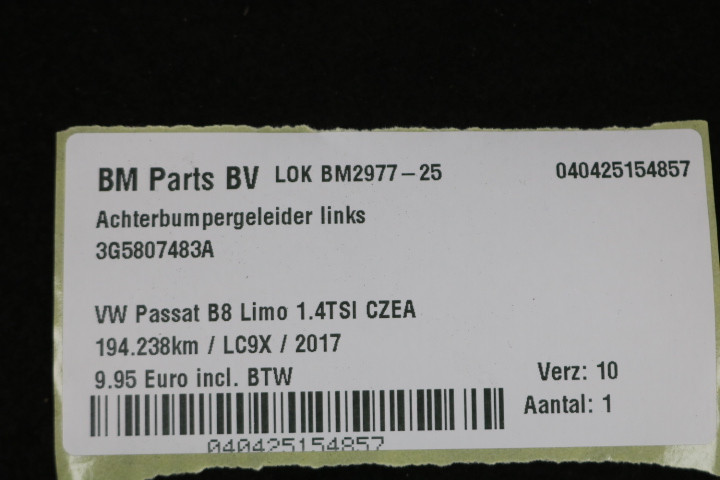 BM Parts BV LOK BM2977-25 040425154857
Achterbumpergeleider links
3G5807483A
VW Passat B8 Limo 1.4TSI CZEA
194.238km / LC9X / 2017
9.95 Euro incl. BTW Verz: 10
Aantal: 1
040425154857